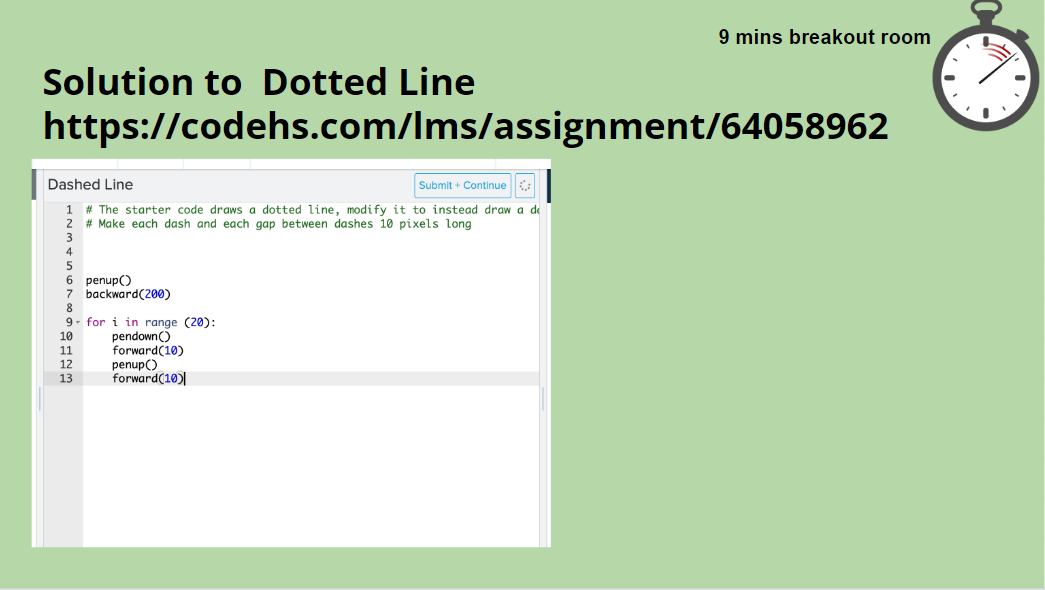 9 mins breakout room
Solution to  Dotted Line
https://codehs.com/lms/assignment/64058962
Dashed Line
Submit + Continue
1 # The starter code draws a dotted line, modify it to instead draw a
2 # Make each dash and each gap between dashes 10 pixels long
3
4
5
6 penup()
7 backward(200)
8
9 for i in range (20):
10     pendown()
11     forward(10)
12     penup()
13     forward(10)